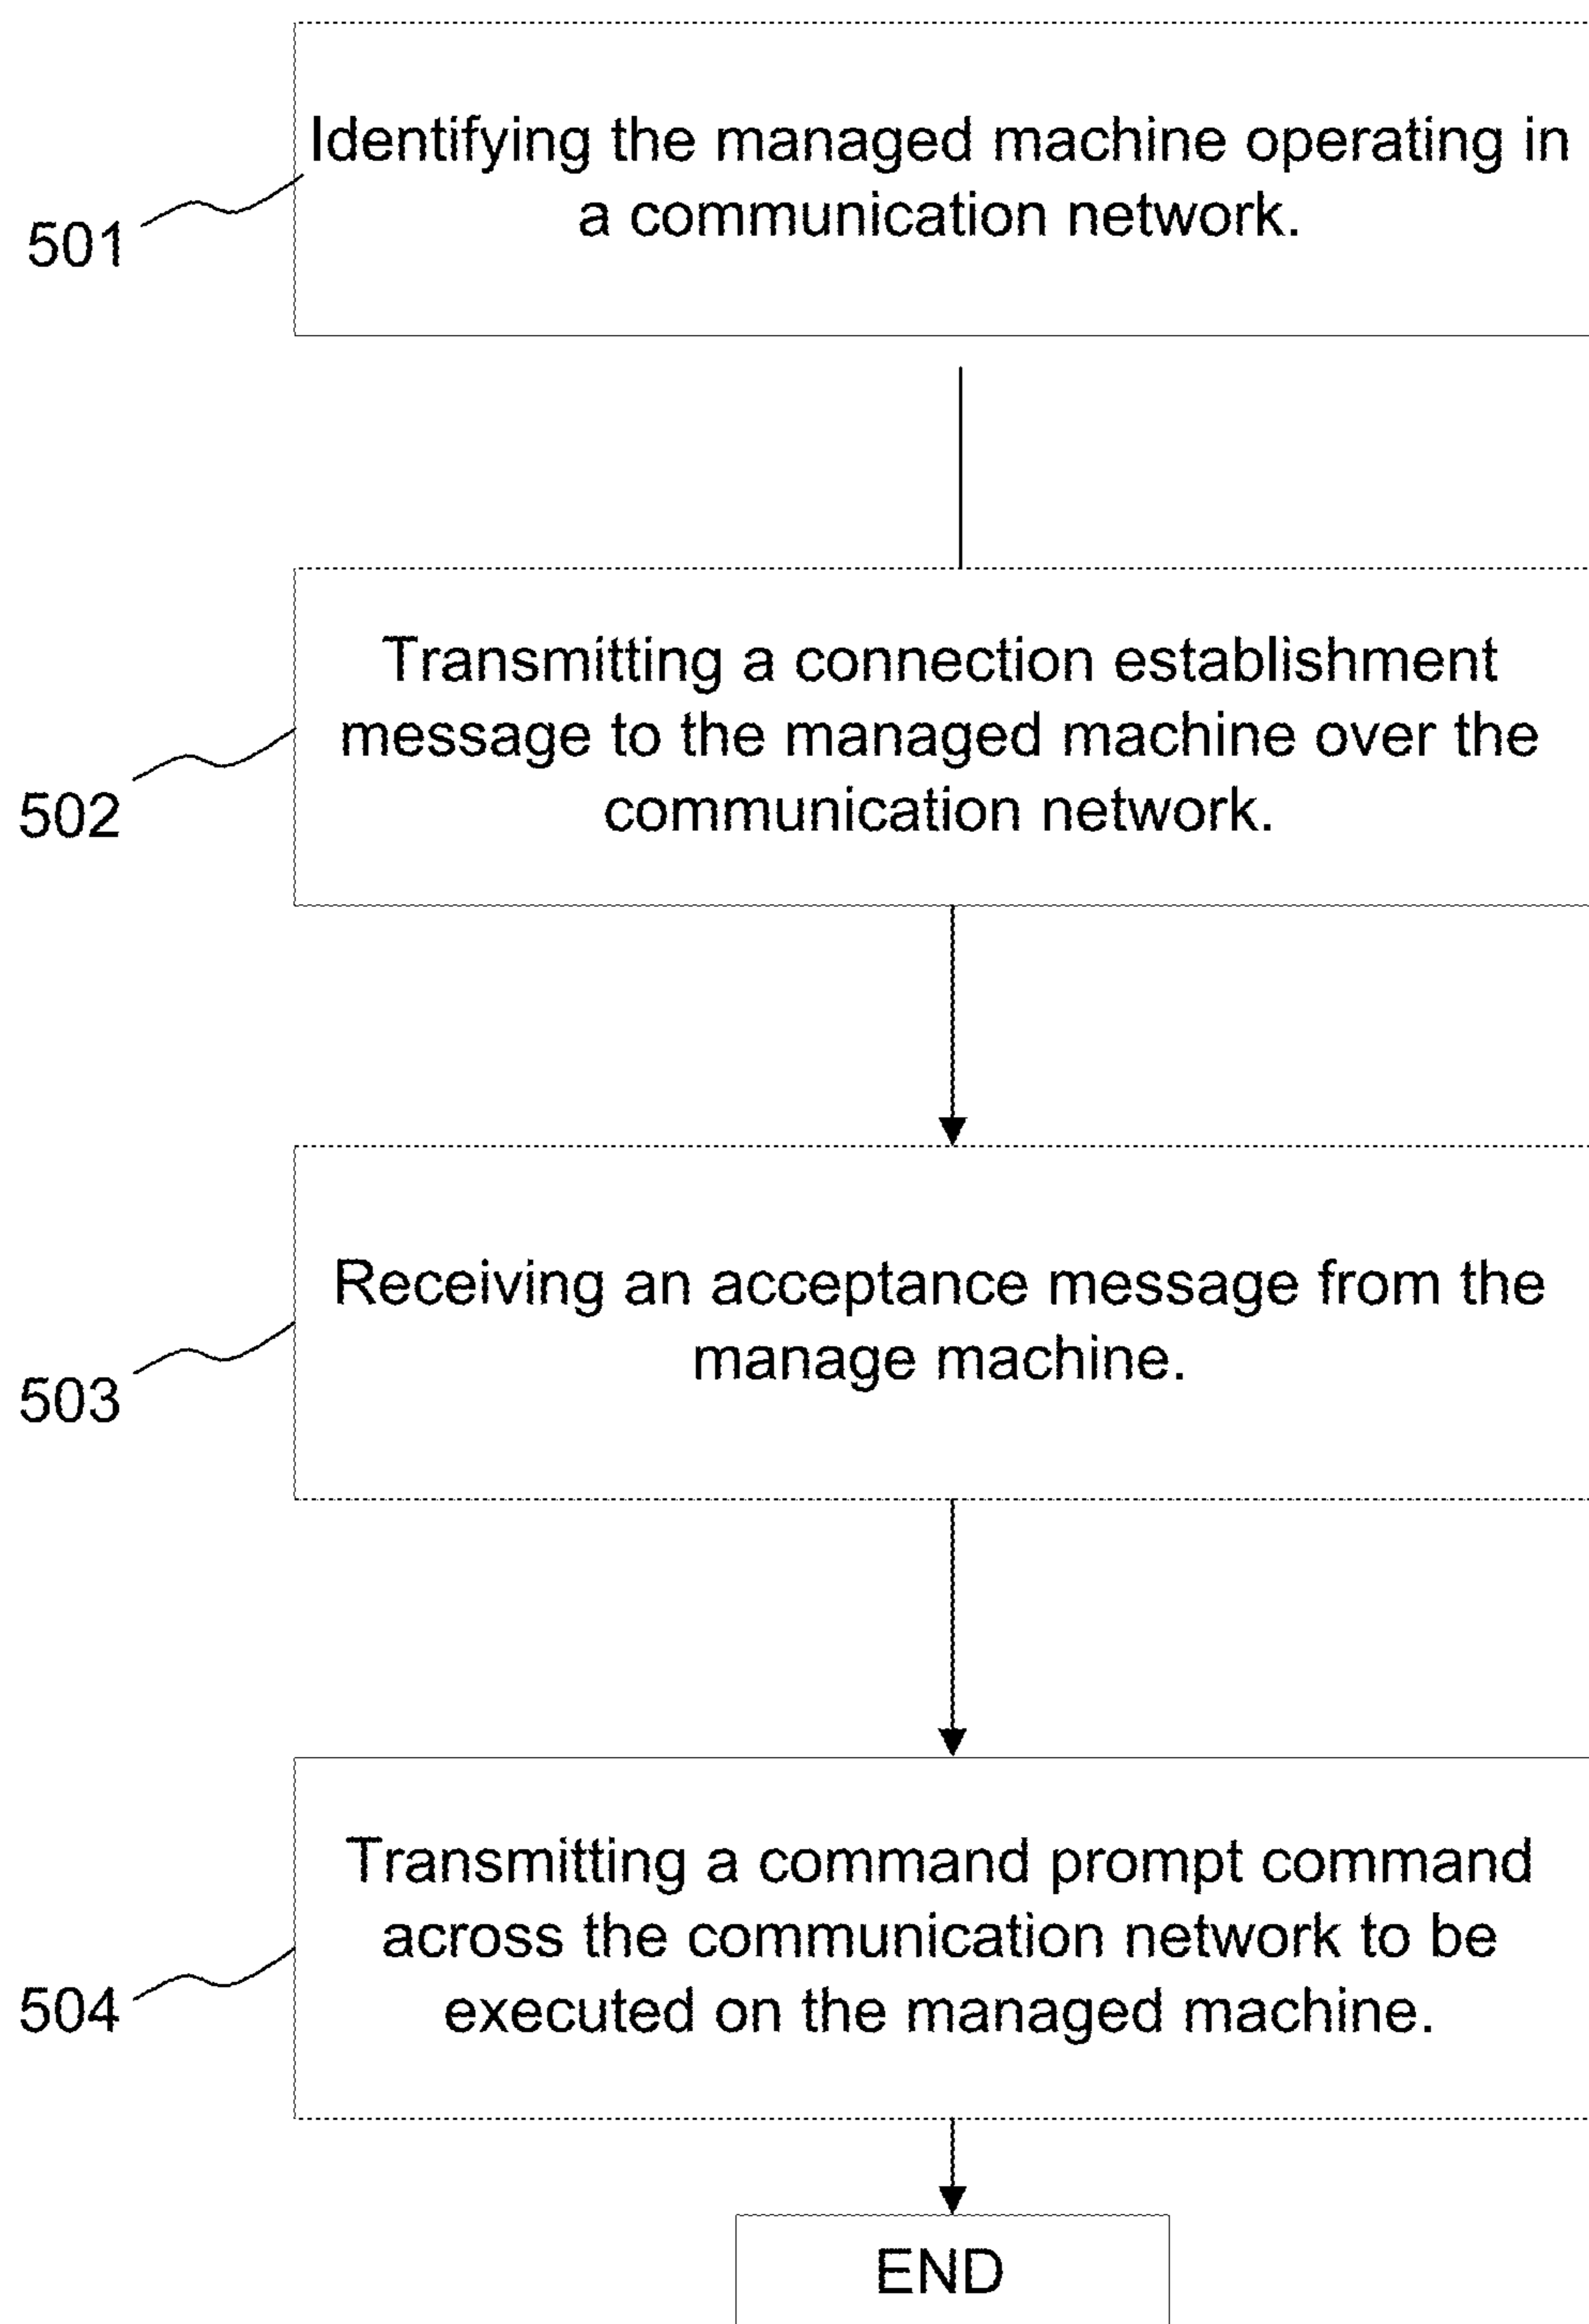 Identifying the managed machine operating in
a communication network.
501
Transmitting a connection establishment
message to the managed machine over the
communication network.
502
Receiving an acceptance message from the
manage machine.
503
Transmitting a command prompt command
across the communication network to be
executed on the managed machine.
504
END